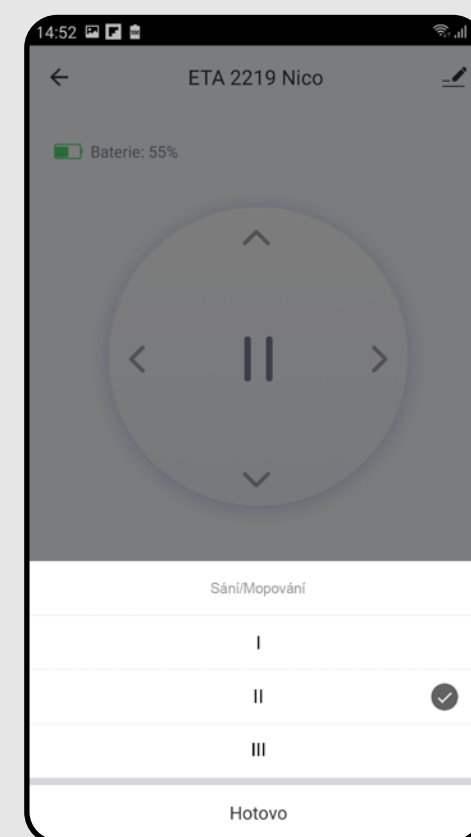 14:52
ETA 2219 Nico
Baterie: 55%
Sání/Mopování
I
II
III
Hotovo